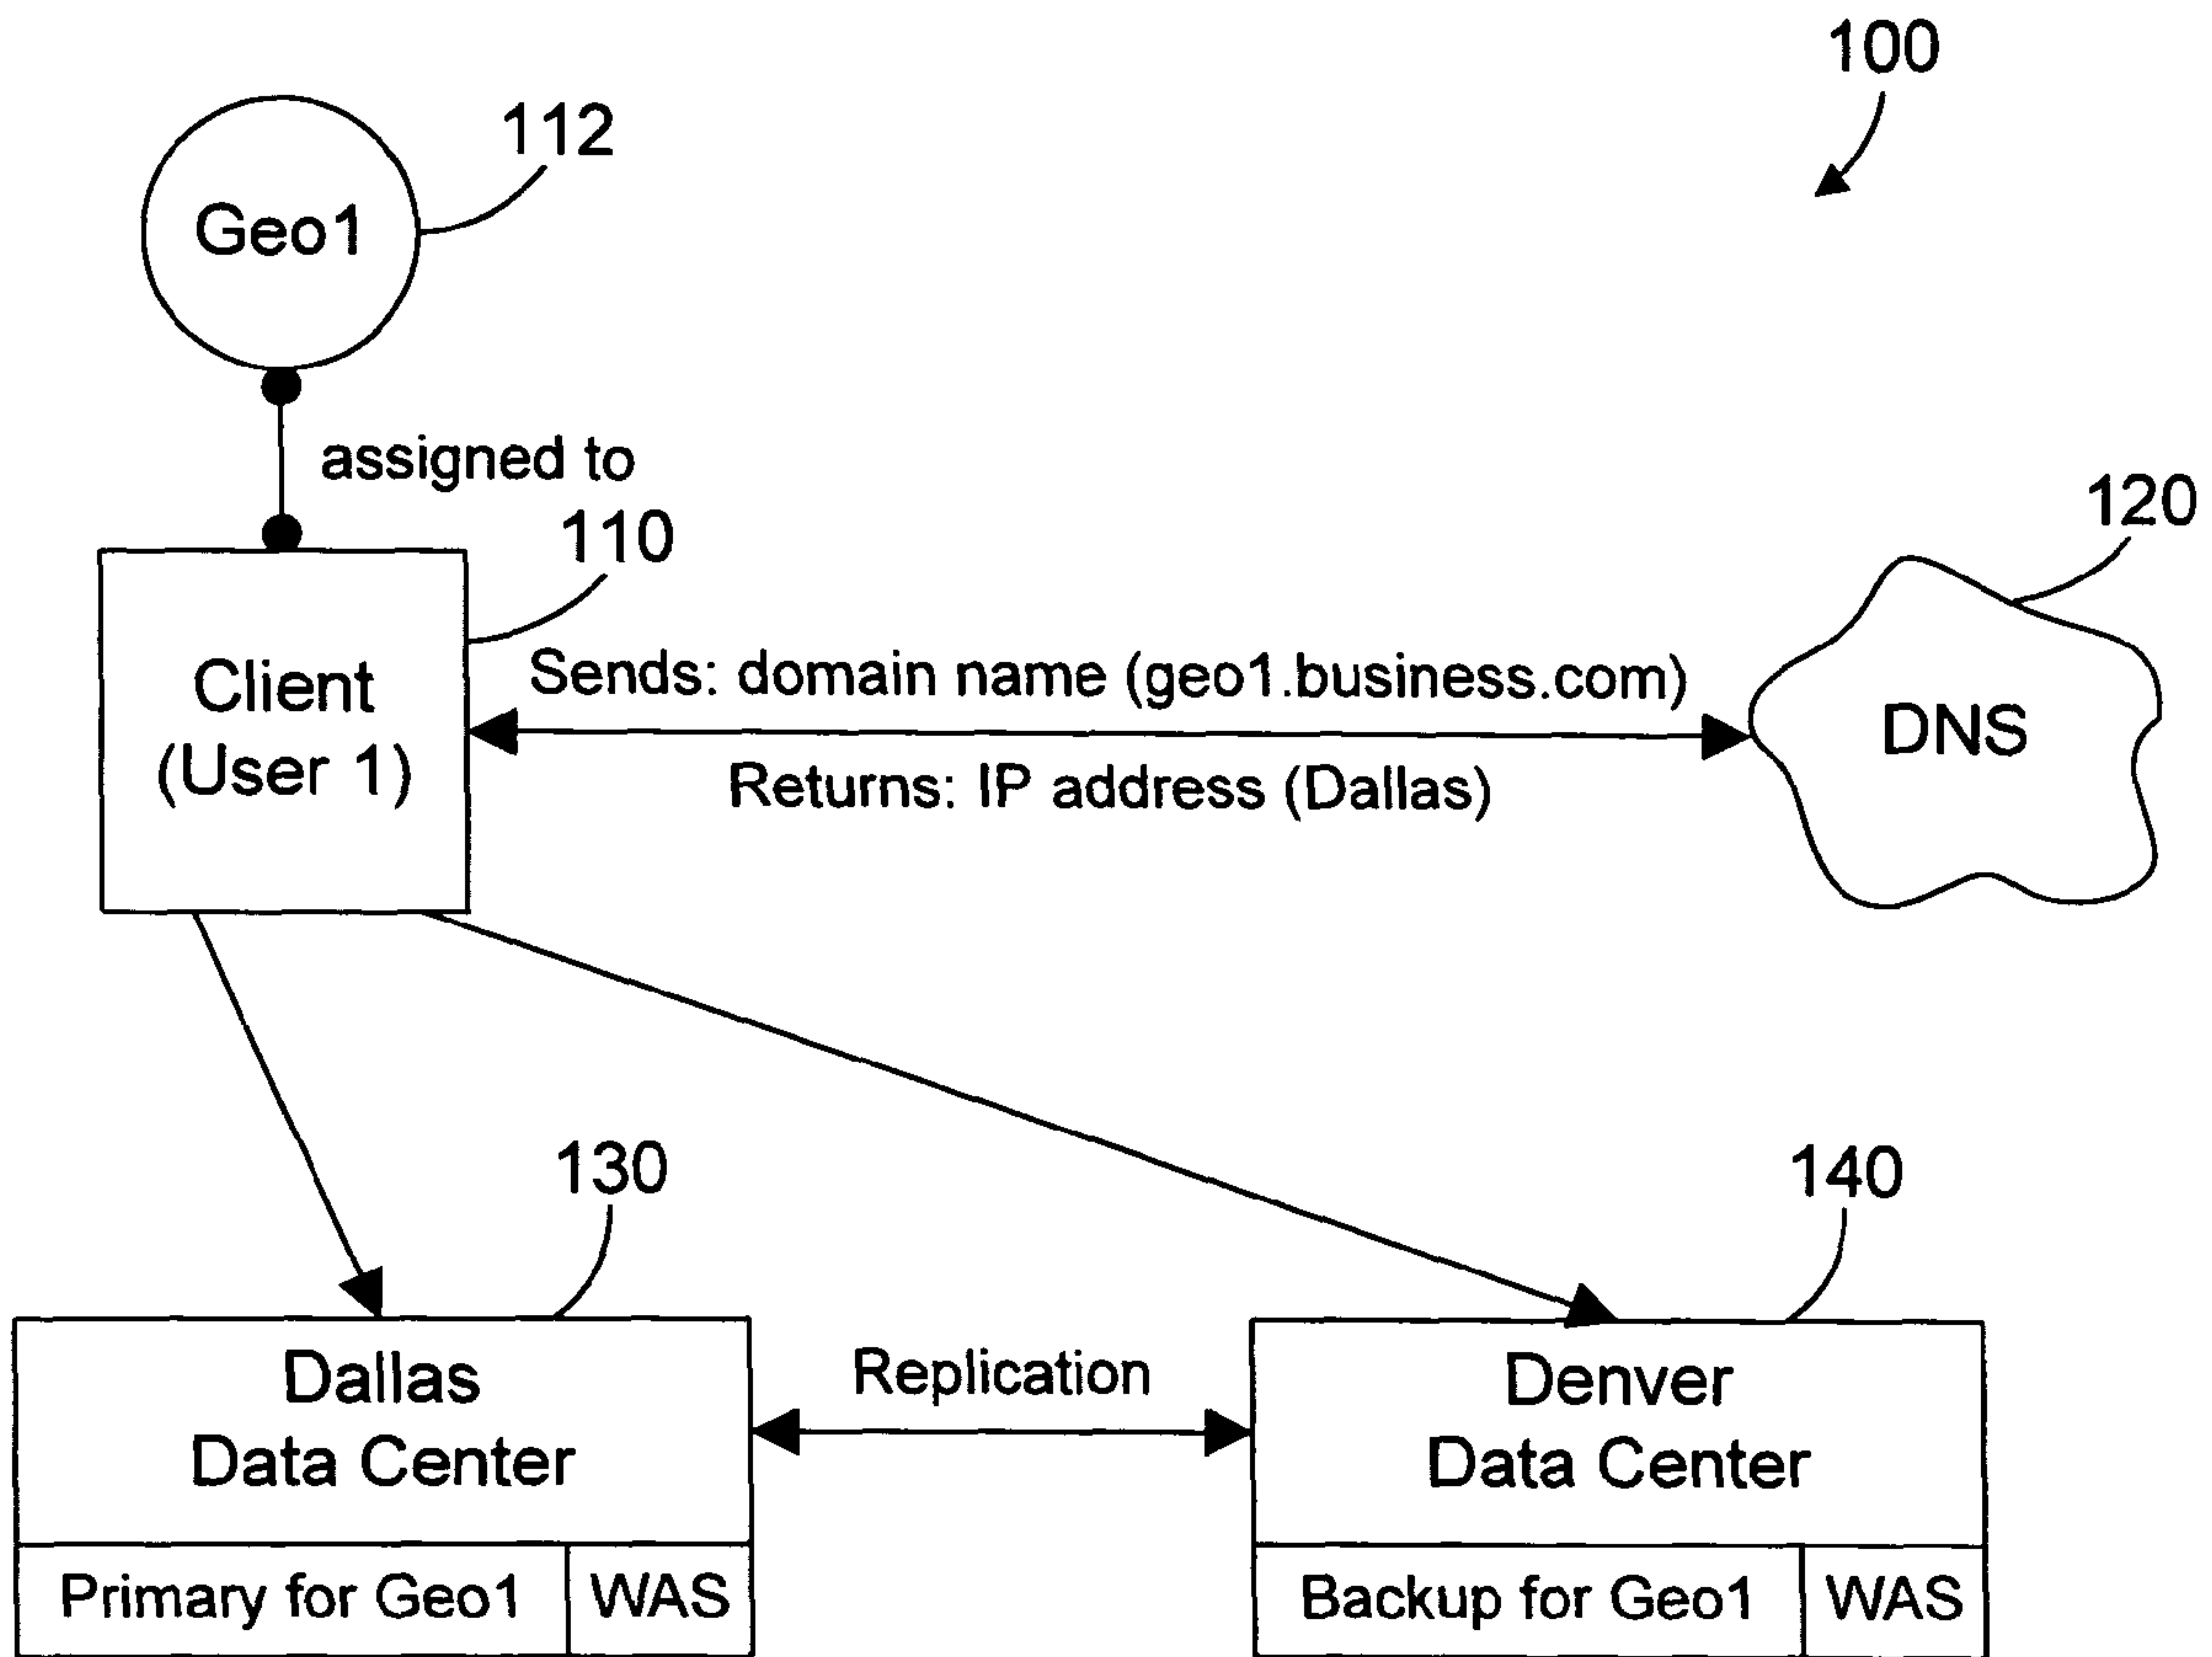 100
112
Geo1
assigned to
110
120
Client
(User 1)
Sends: domain name (geo1.business.com)
Returns: IP address (Dallas)
DNS
130
140
Dallas
Data Center
Replication
Denver
Data Center
Primary for Geo1
WAS
Backup for Geo1
WAS